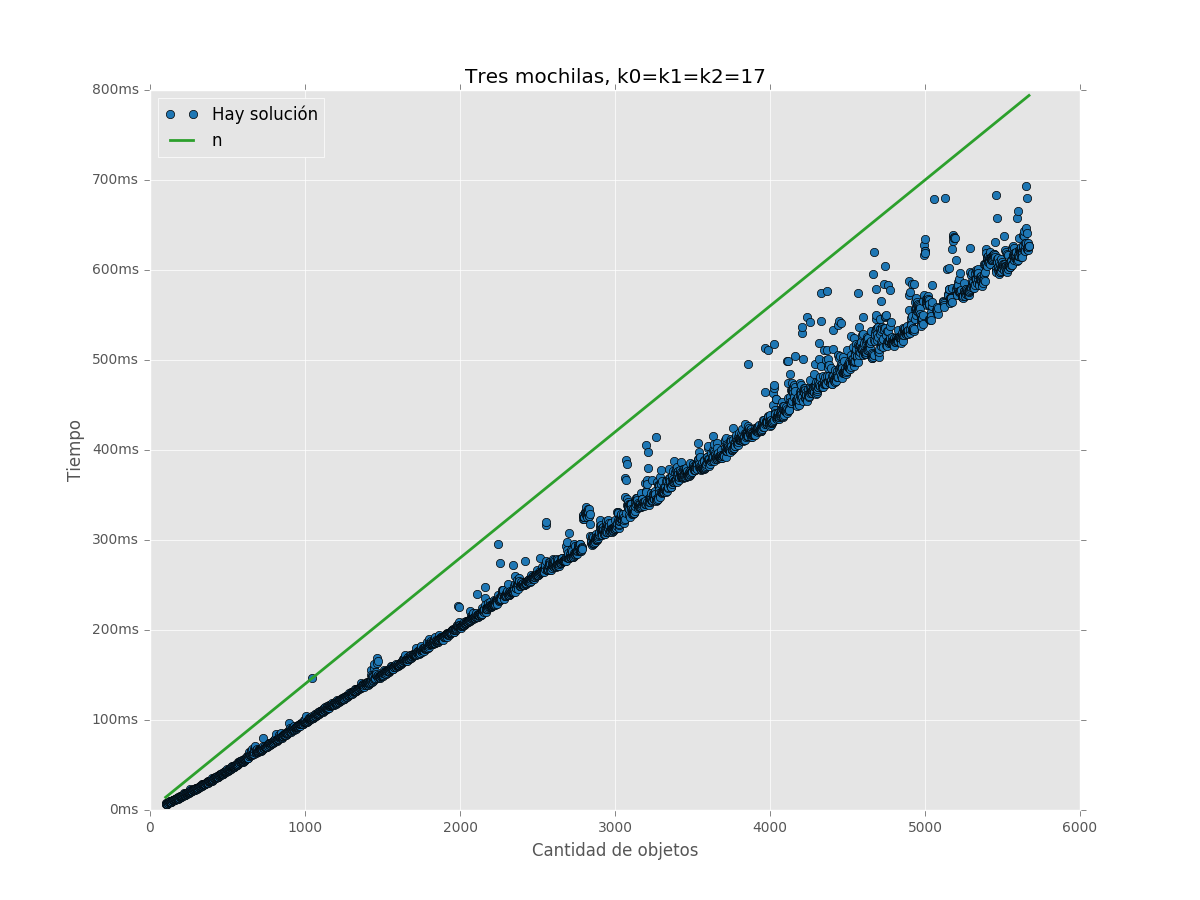 Tres mochilas, k0=k1=k2=17
800ms
700ms
600ms
500ms
400ms
300ms
200ms
100ms
0ms
Hay solución
n
Tiempo
0 1000 2000 3000 4000 5000 6000
Cantidad de objetos